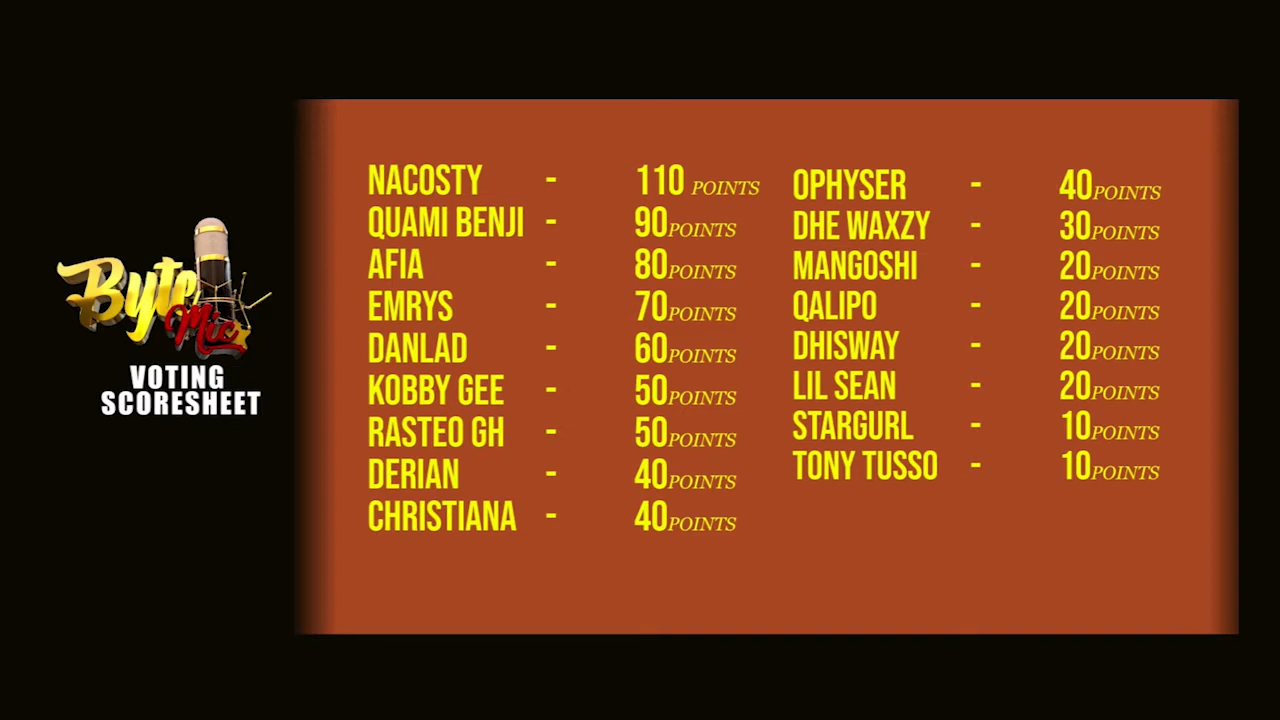 Byte
Mic
VOTING
SCORESHEET
NACOSTY - 110 POINTS
QUAMI BENJI - 90POINTS
AFIA - 80POINTS
EMRYS - 70POINTS
DANLAD - 60POINTS
KOBBY GEE - 50POINTS
RASTEO GH - 50POINTS
DERIAN - 40POINTS
CHRISTIANA - 40POINTS
OPHYSER - 40POINTS
DHE WAXZY - 30POINTS
MANGOSHI - 20POINTS
QALIPO - 20POINTS
DHISWAY - 20POINTS
LIL SEAN - 20POINTS
STARGURL - 10POINTS
TONY TUSSO - 10POINTS